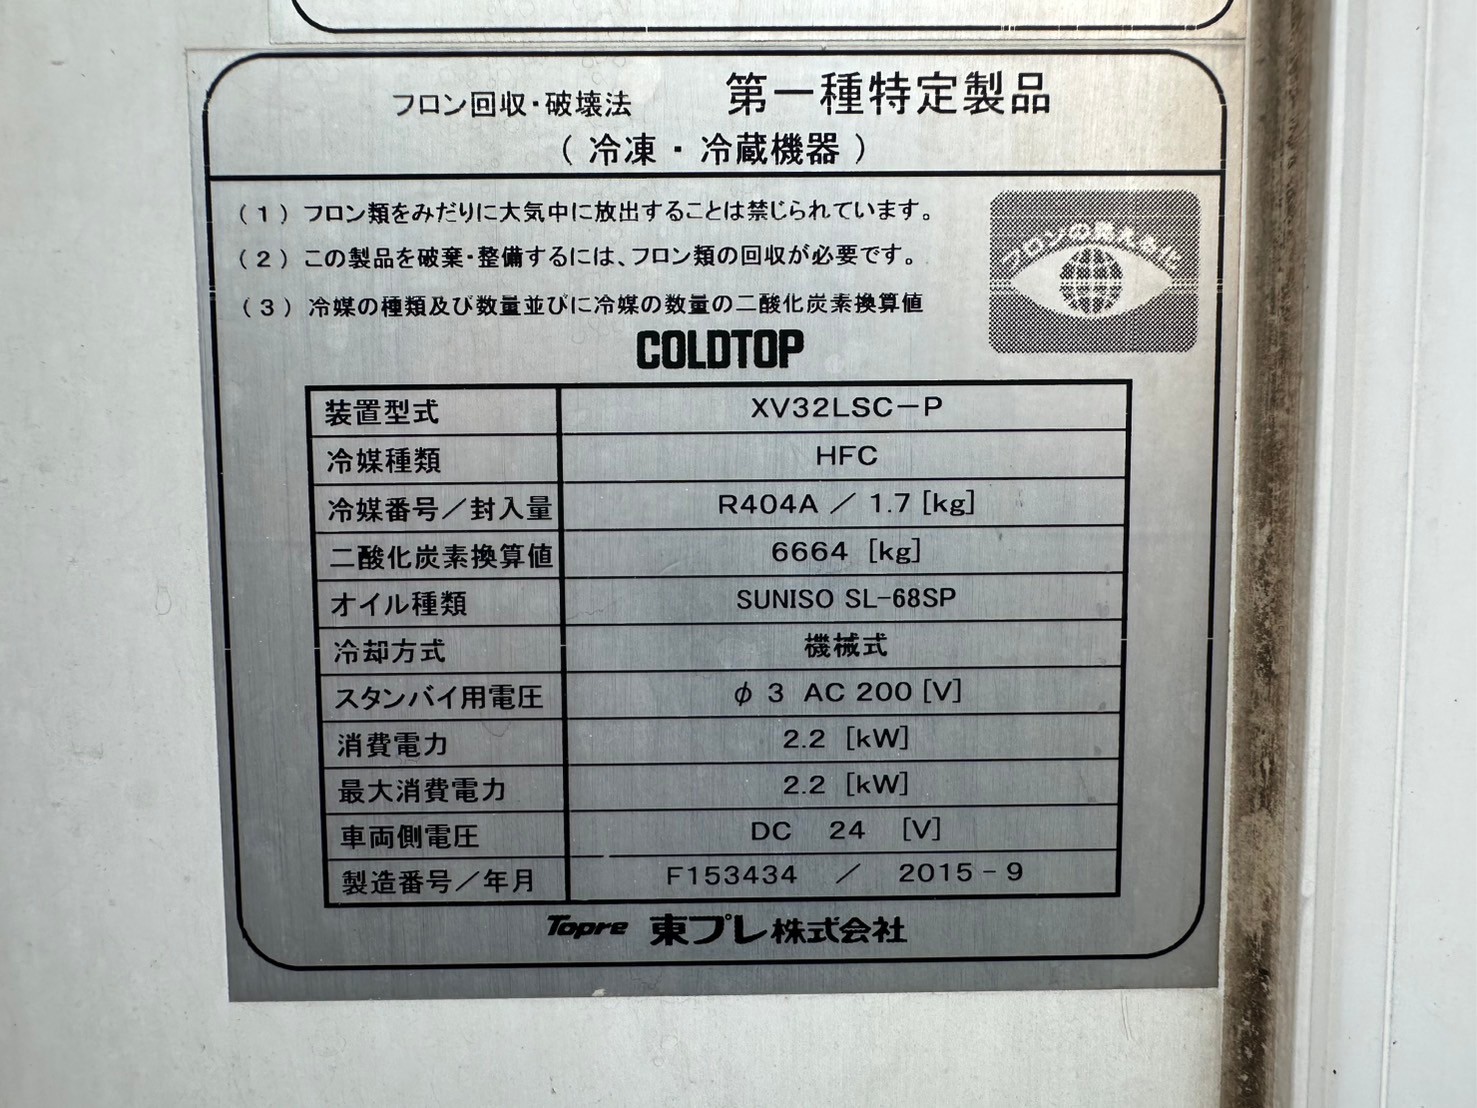 フロン回収・破壊法 第一種特定製品
（冷凍・冷蔵機器）
（1）フロン類をみだりに大気中に放出することは禁じられています。
（2）この製品を破棄・整備するには、フロン類の回収が必要です。
（3）冷媒の種類及び数量並びに冷媒の数量の二酸化炭素換算値
フロンの見える化
COLDTOP
装置型式 XV32LSC－P
冷媒種類 HFC
冷媒番号／封入量 R404A ／ 1.7 [kg]
二酸化炭素換算値 6664 [kg]
オイル種類 SUNISO SL-68SP
冷却方式 機械式
スタンバイ用電圧 φ 3 AC 200 [V]
消費電力 2.2 [kW]
最大消費電力 2.2 [kW]
車両側電圧 DC 24 [V]
製造番号／年月 F153434 ／ 2015－9
Topre 東プレ株式会社